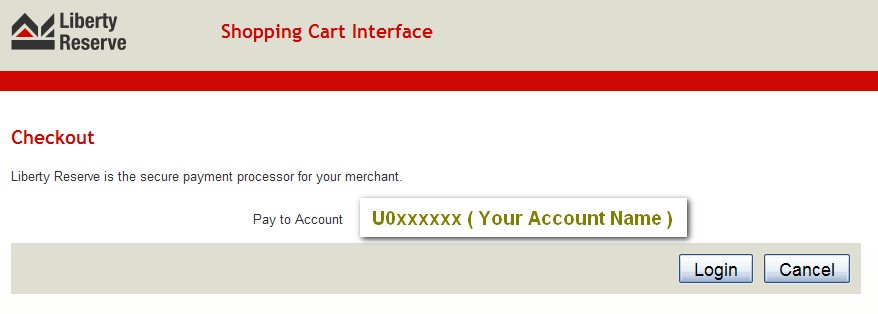 Liberty
Reserve
Shopping Cart Interface
Checkout
Liberty Reserve is the secure payment processor for your merchant.
Pay to Account U0xxxxxx ( Your Account Name )
Login Cancel